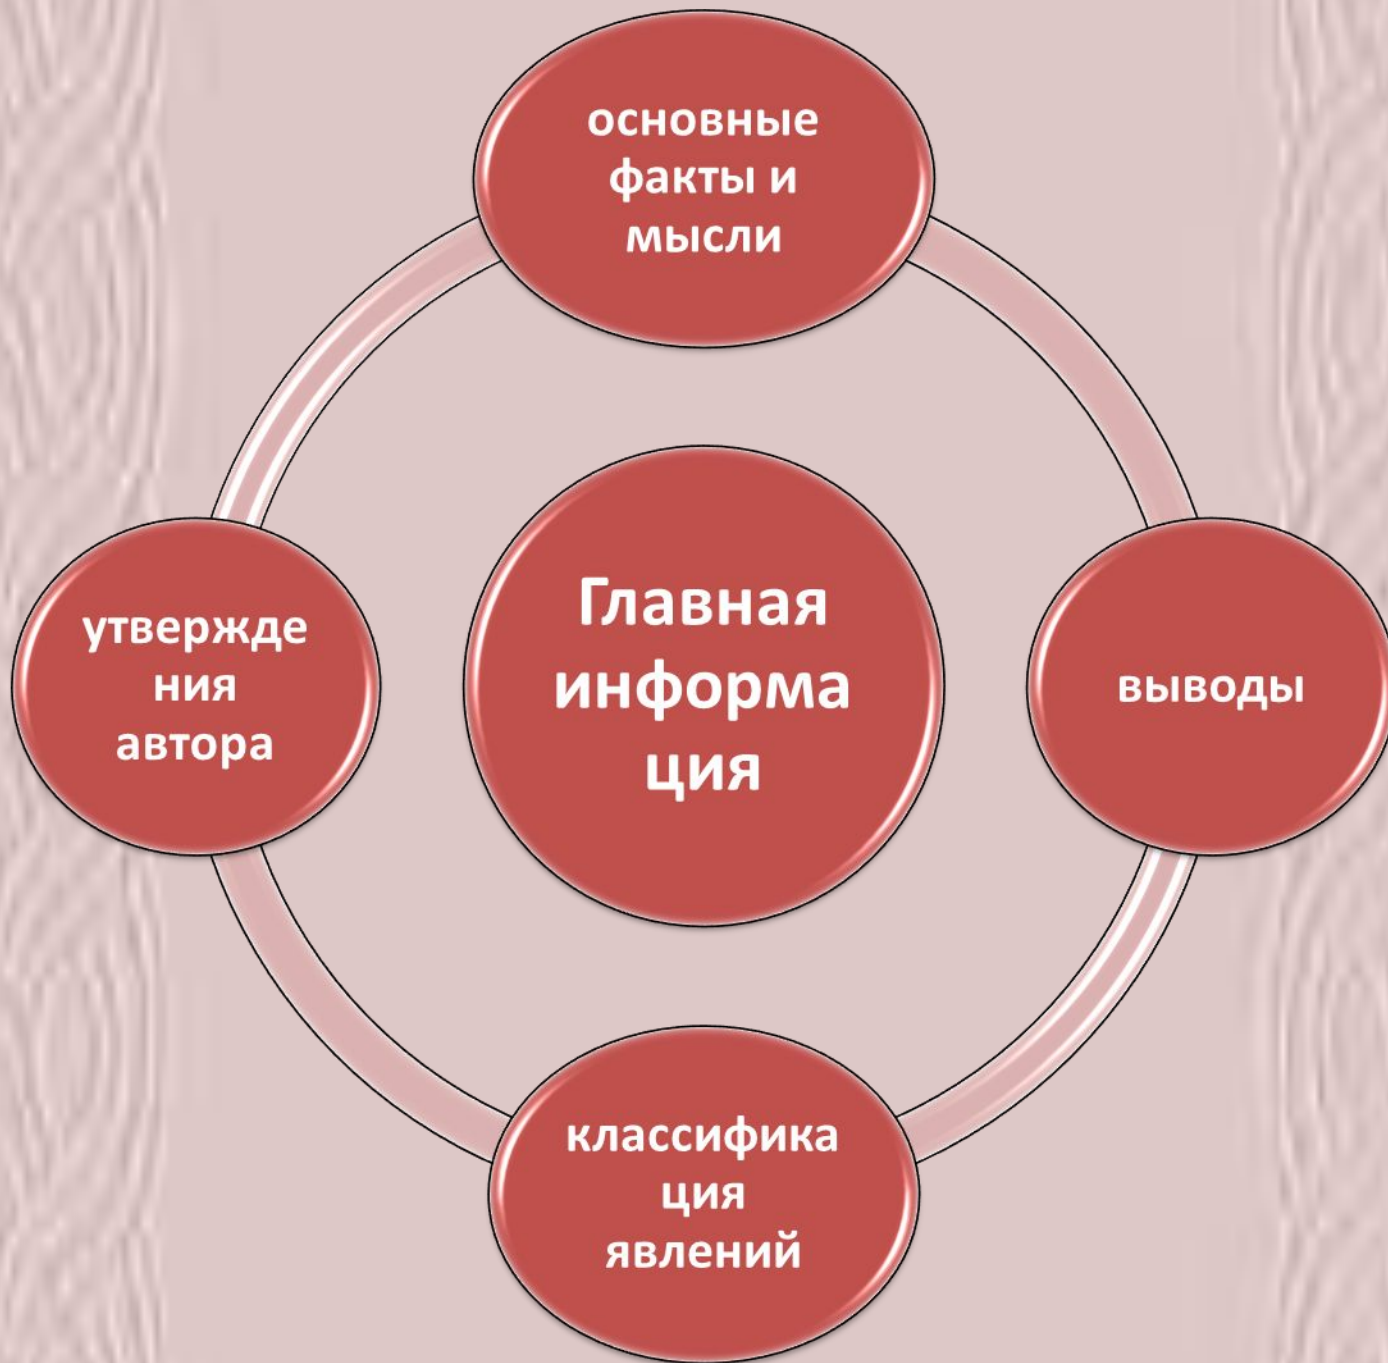 основные
факты и
мысли
Главная
информа
ция
утвержде
ния
автора
выводы
классифика
ция
явлений